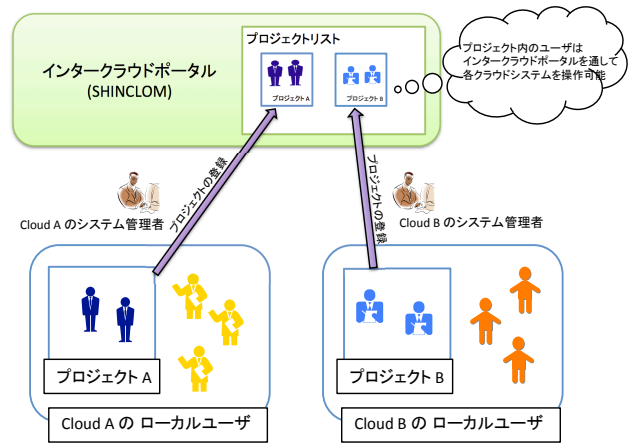 プロジェクトリスト
インタークラウドポータル
(SHINCLOM)
プロジェクト A
プロジェクト B
プロジェクト内のユーザは
インタークラウドポータルを通して
各クラウドシステムを操作可能
プロジェクトの登録
プロジェクトの登録
Cloud A のシステム管理者
Cloud B のシステム管理者
プロジェクト A
プロジェクト B
Cloud A の ローカルユーザ
Cloud B の ローカルユーザ